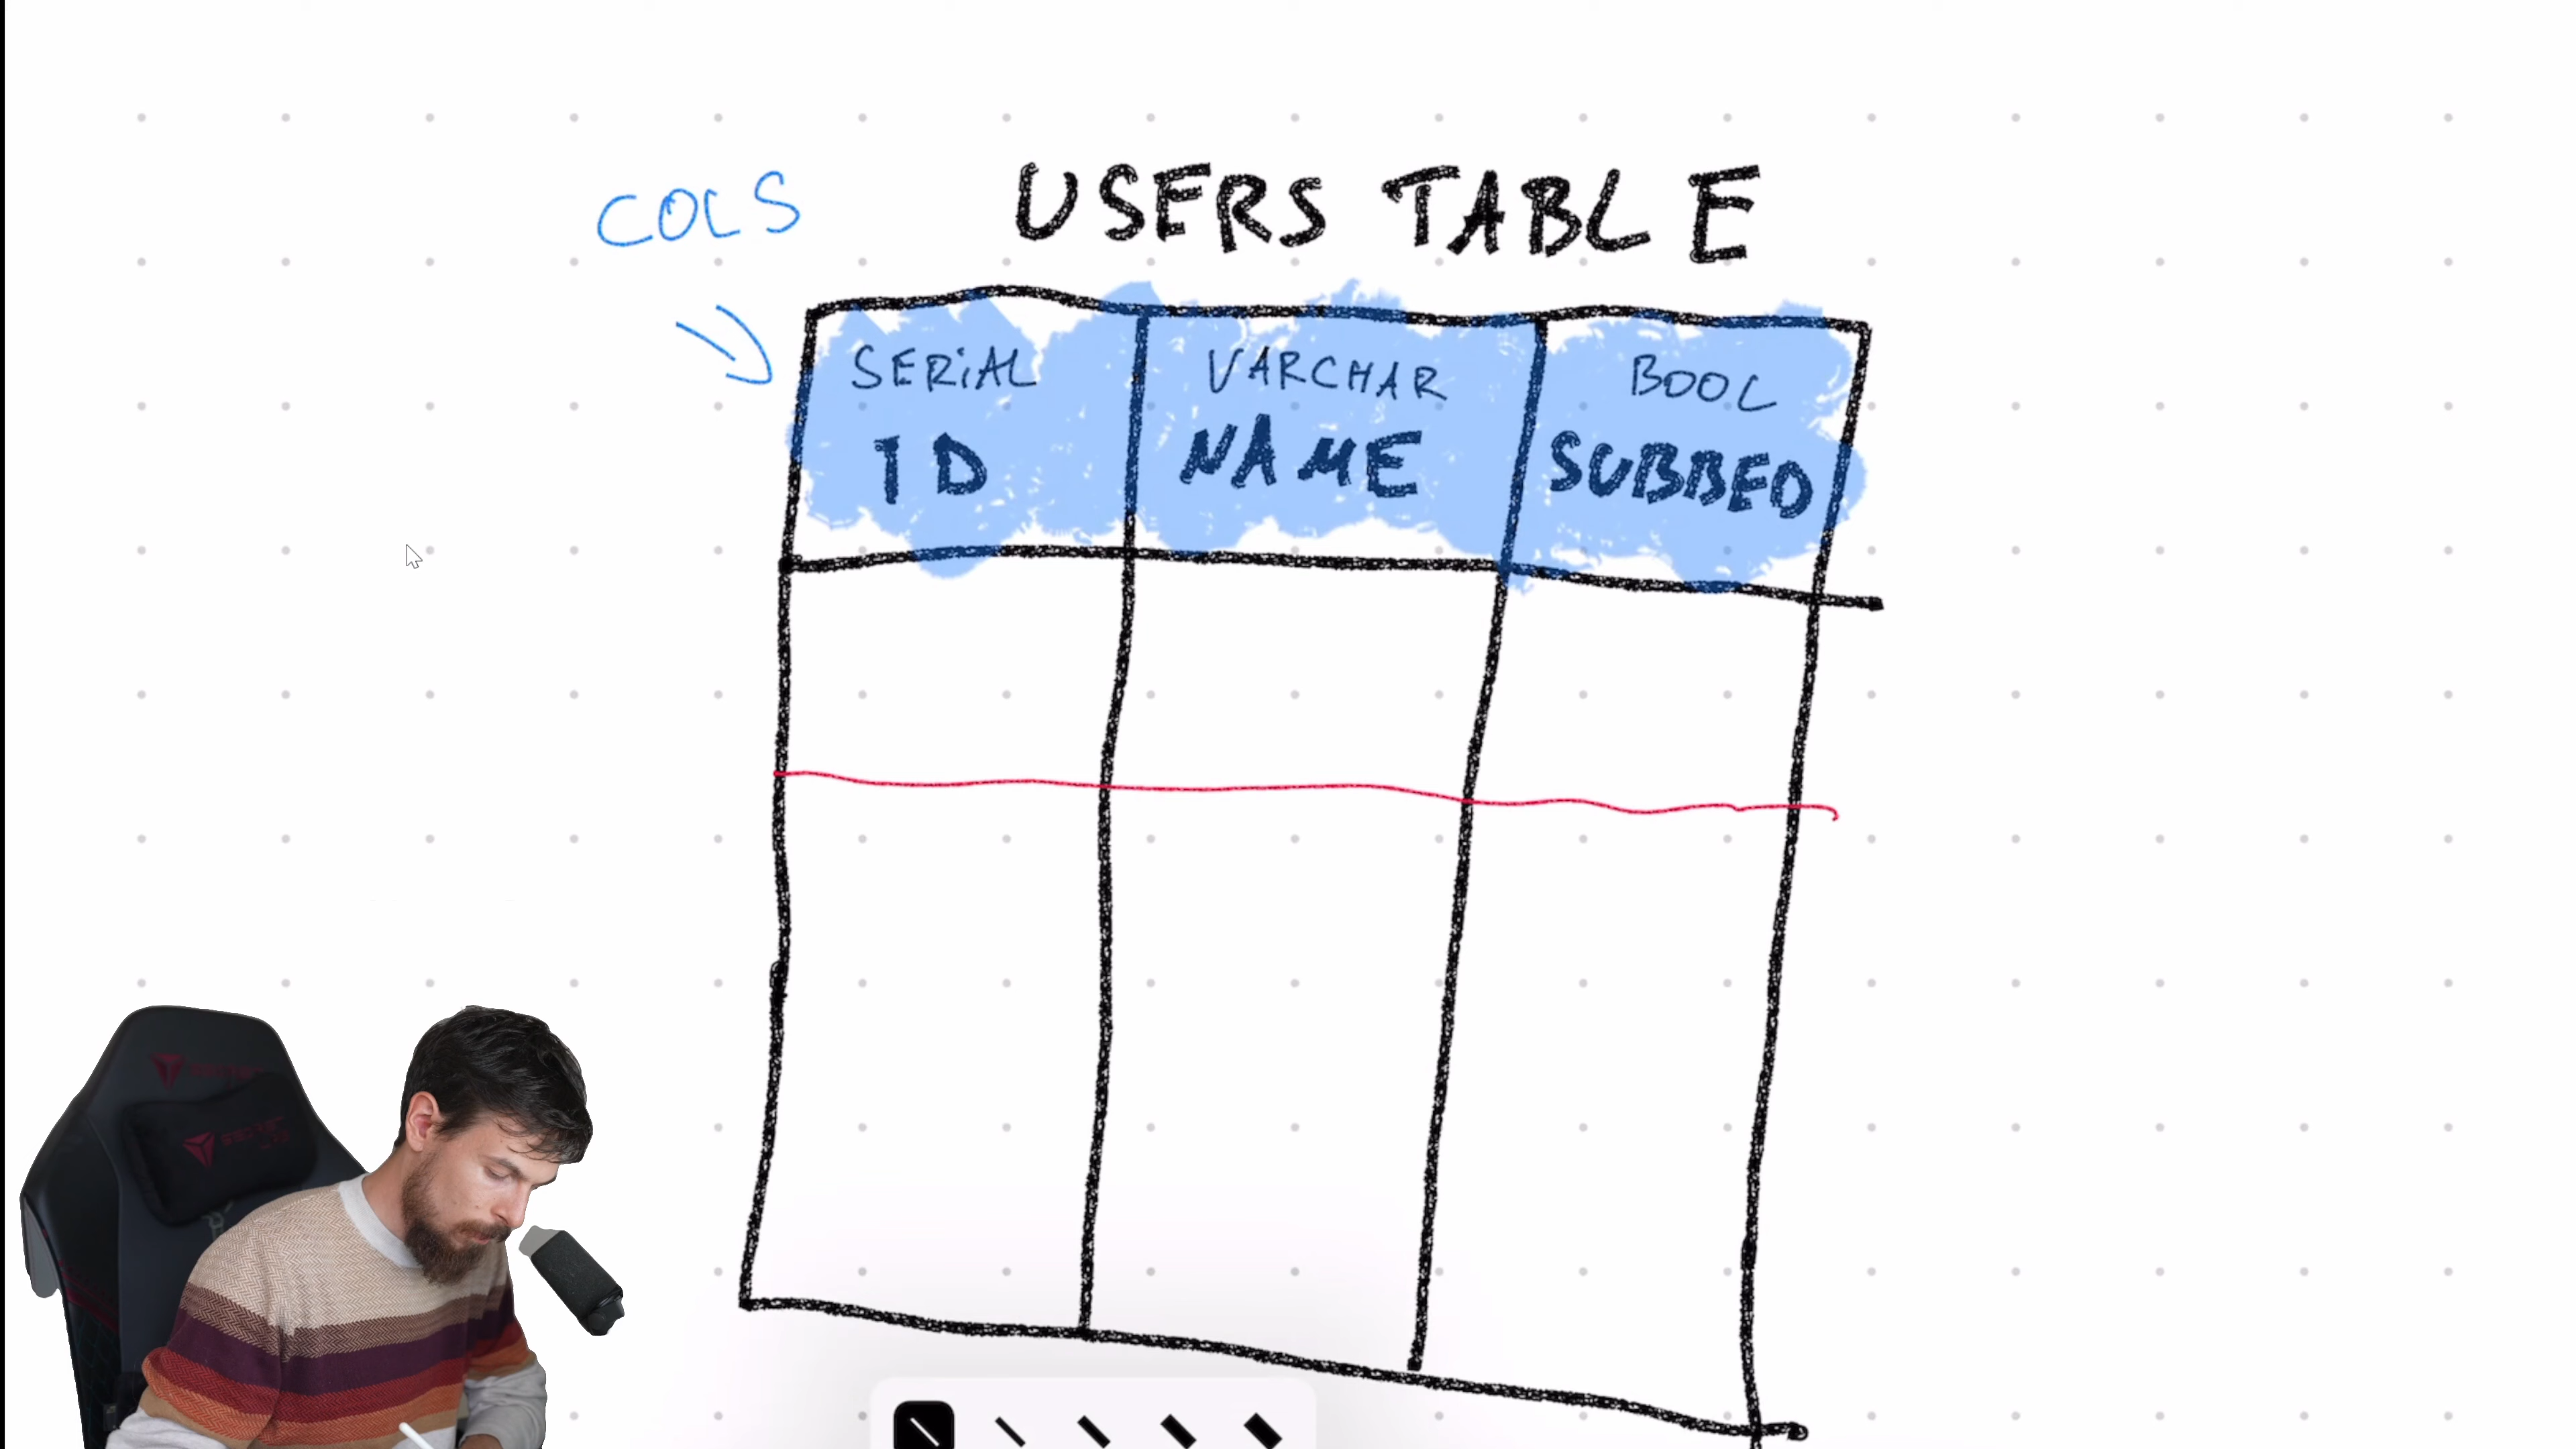 COLS
USERS TABLE
SERIAL VARCHAR BOOL
ID NAME SUBBED